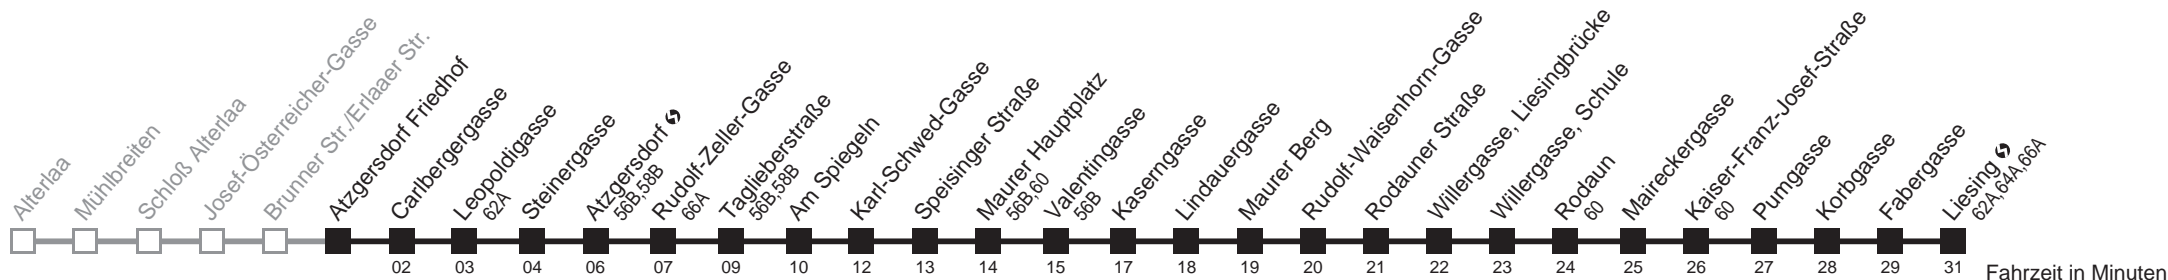 Alterlaa
Mühlbreiten
Schloß Alterlaa
Josef-Österreicher-Gasse
Brunner Str./Erlaaer Str.
Atzgersdorf Friedhof
Carlbergergasse
02
Leopoldigasse
62A
03
Steinergasse
04
Atzgersdorf
56B,58B
06
Rudolf-Zeller-Gasse
66A
07
Taglieberstraße
56B,58B
09
Am Spiegeln
10
Karl-Schwed-Gasse
12
Speisinger Straße
13
Maurer Hauptplatz
56B,60
14
Valentingasse
56B
15
Kaserngasse
17
Lindauergasse
18
Maurer Berg
19
Rudolf-Waisenhorn-Gasse
20
Rodauner Straße
21
Willergasse, Liesingbrücke
22
Willergasse, Schule
23
Rodaun
60
24
Maireckergasse
25
Kaiser-Franz-Josef-Straße
60
26
Pumgasse
27
Korbgasse
28
Fabergasse
29
Liesing
62A,64A,66A
31
Fahrzeit in Minuten